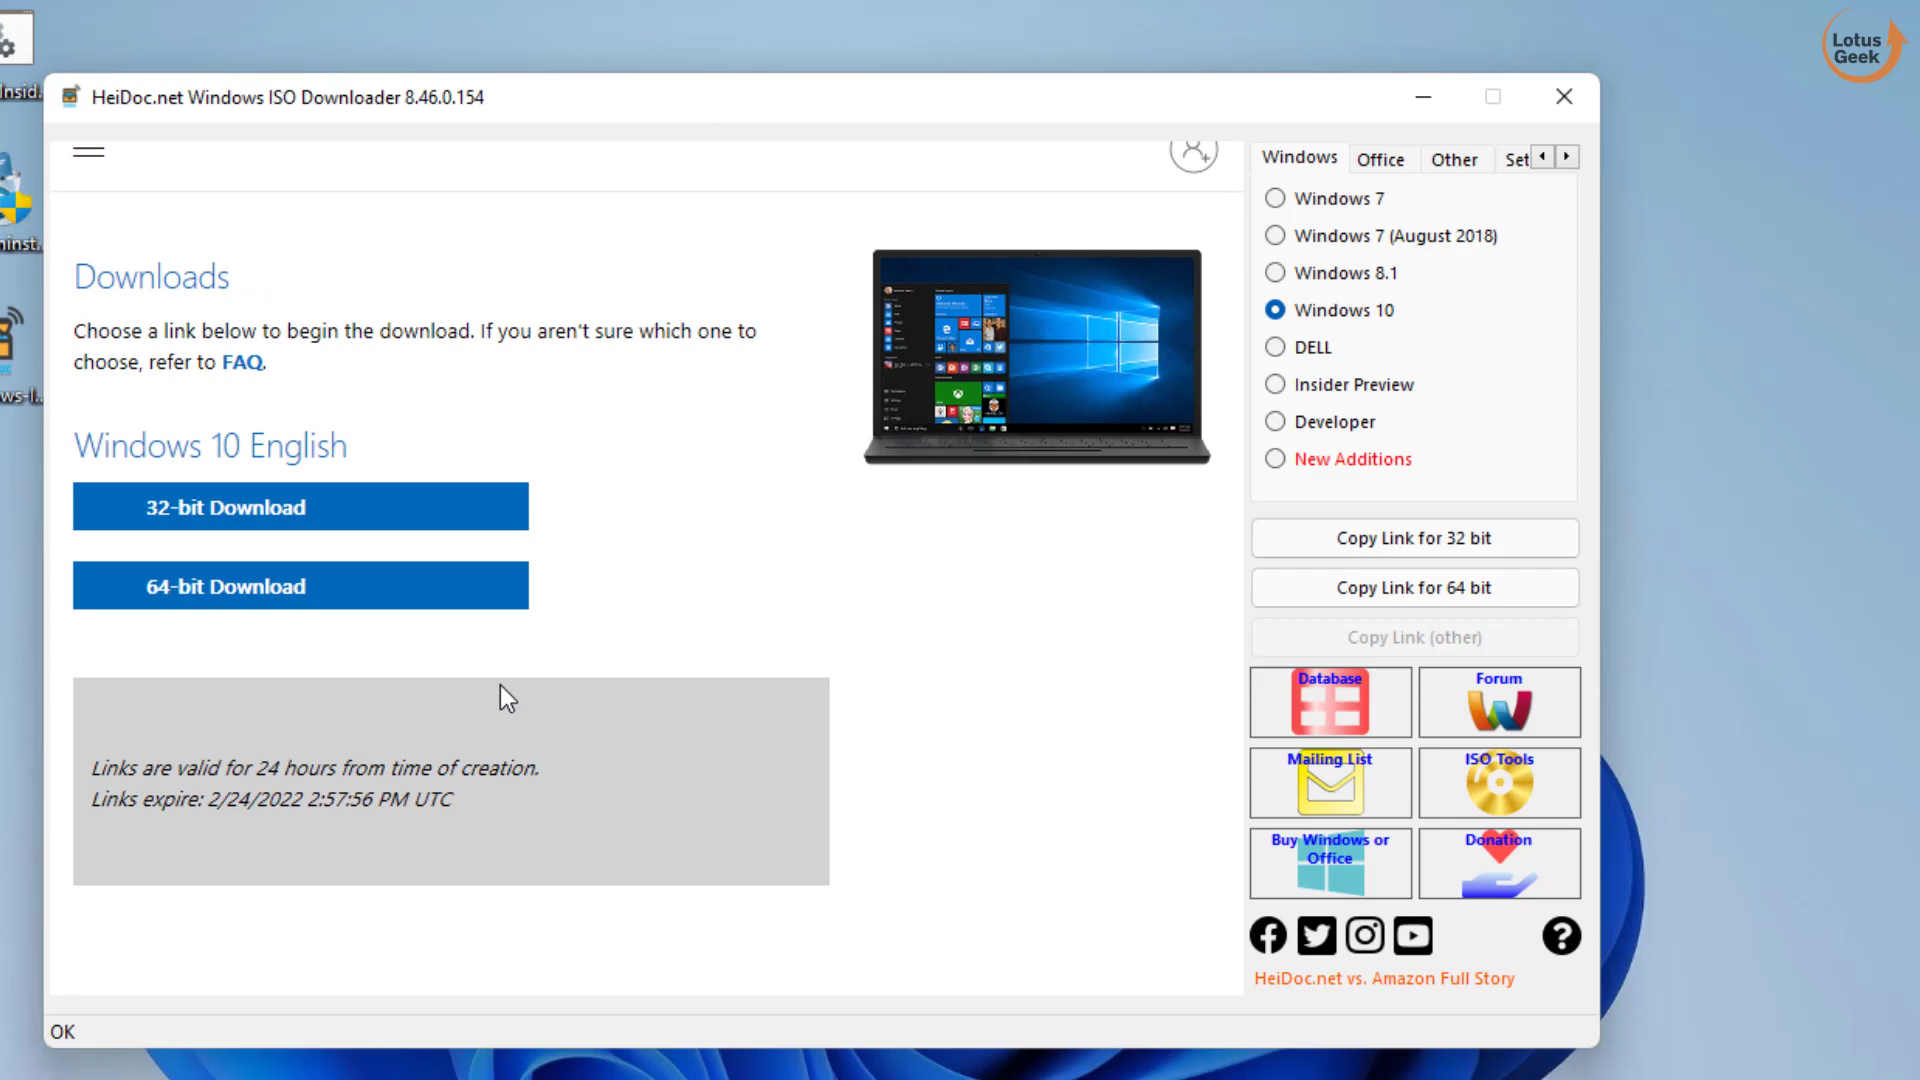 Lotus
Geek
Insid...
HeiDoc.net Windows ISO Downloader 8.46.0.154
ninst...
ws-I...
Downloads
Choose a link below to begin the download. If you aren't sure which one to
choose, refer to FAQ.
Windows 10 English
32-bit Download
64-bit Download
Links are valid for 24 hours from time of creation.
Links expire: 2/24/2022 2:57:56 PM UTC
Windows Office Other Set
Windows 7
Windows 7 (August 2018)
Windows 8.1
Windows 10
DELL
Insider Preview
Developer
New Additions
Copy Link for 32 bit
Copy Link for 64 bit
Copy Link (other)
Database Forum
Mailing List ISO Tools
Buy Windows or
Office
Donation
HeiDoc.net vs. Amazon Full Story
OK